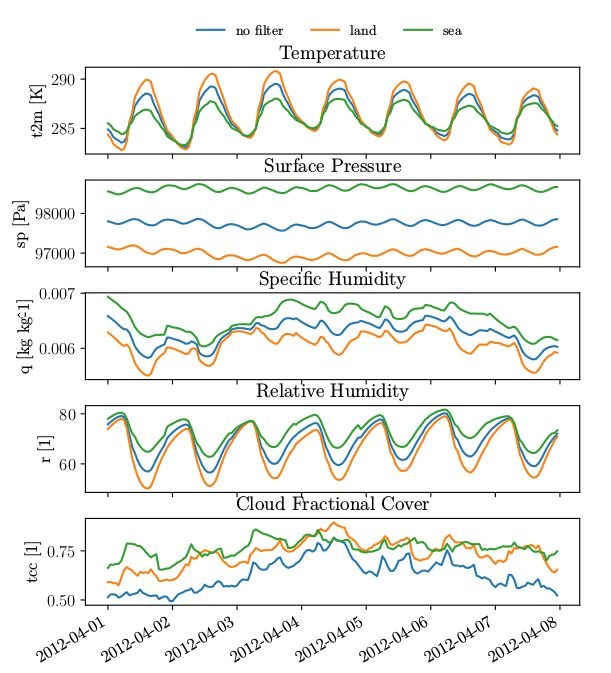 no filter land sea
Temperature
290
285
t2m [K]
Surface Pressure
98000
97000
sp [Pa]
Specific Humidity
0.007
0.006
q [kg kg-1]
Relative Humidity
80
60
r [1]
Cloud Fractional Cover
0.75
0.50
tcc [1]
2012-04-01 2012-04-02 2012-04-03 2012-04-04 2012-04-05 2012-04-06 2012-04-07 2012-04-08